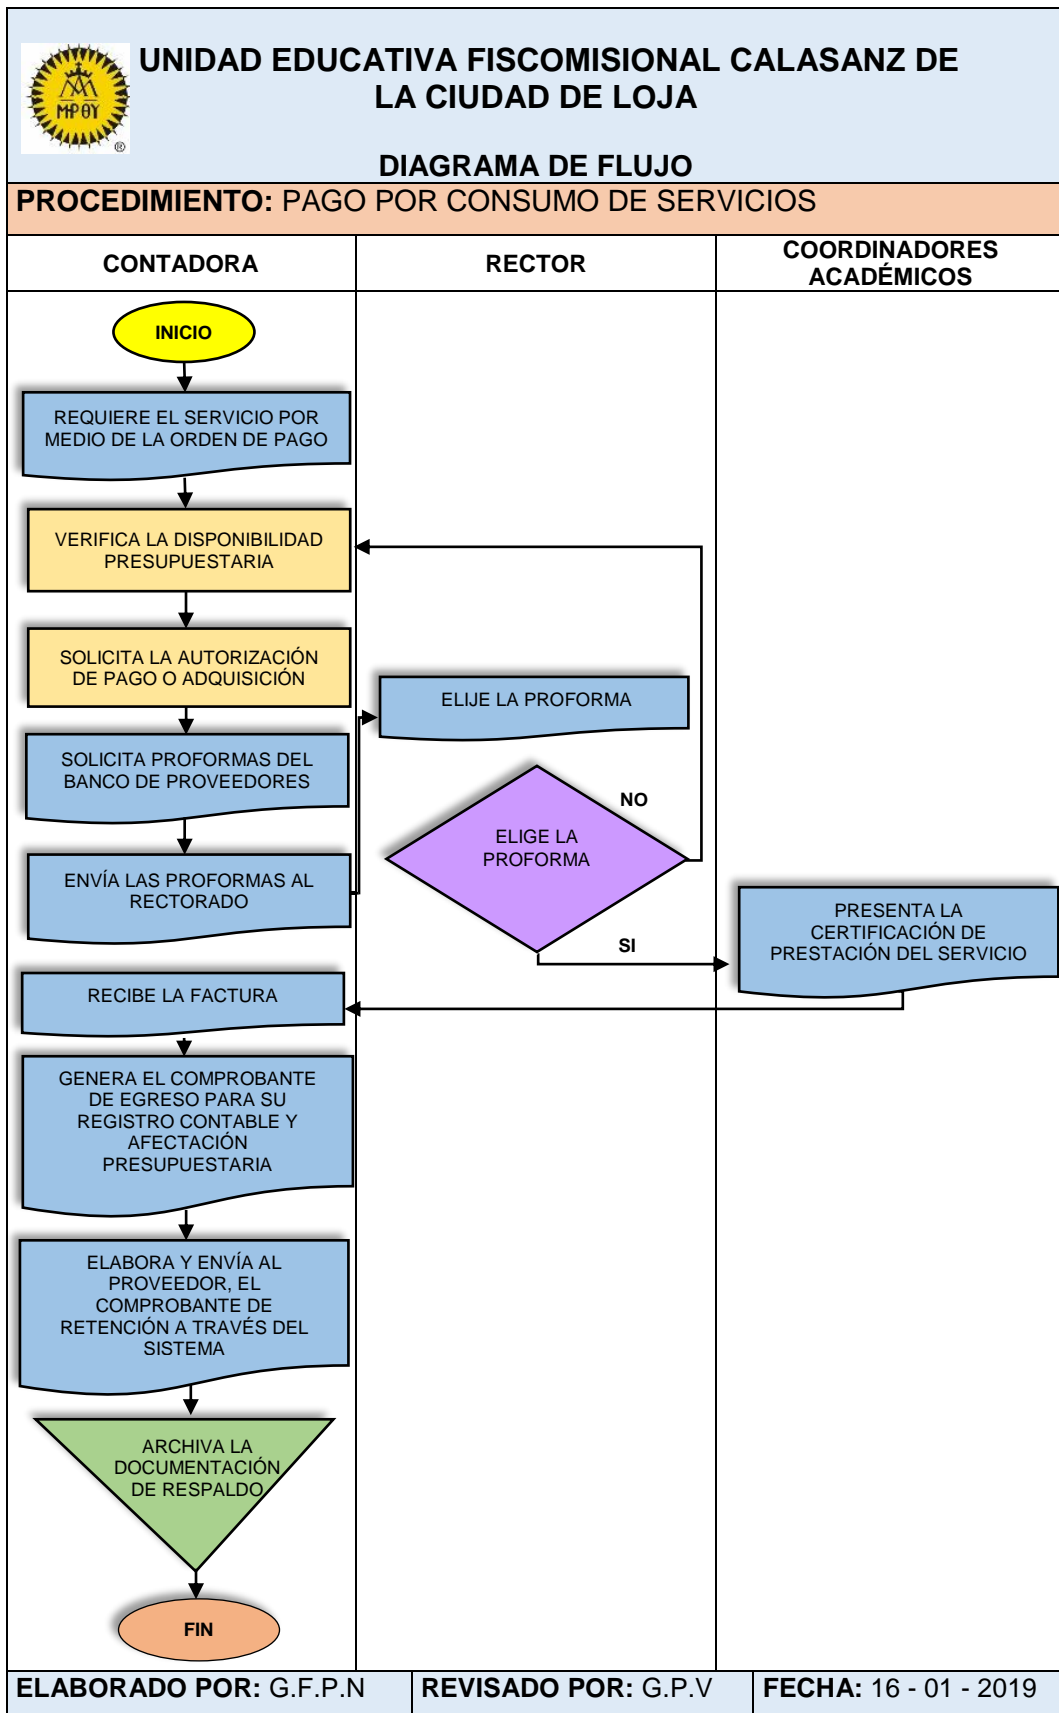 UNIDAD EDUCATIVA FISCOMISIONAL CALASANZ DE
LA CIUDAD DE LOJA
MPΘY
®
DIAGRAMA DE FLUJO
PROCEDIMIENTO: PAGO POR CONSUMO DE SERVICIOS
CONTADORA
RECTOR
COORDINADORES
ACADÉMICOS
INICIO
REQUIERE EL SERVICIO POR
MEDIO DE LA ORDEN DE PAGO
VERIFICA LA DISPONIBILIDAD
PRESUPUESTARIA
SOLICITA LA AUTORIZACIÓN
DE PAGO O ADQUISICIÓN
SOLICITA PROFORMAS DEL
BANCO DE PROVEEDORES
ENVÍA LAS PROFORMAS AL
RECTORADO
ELIJE LA PROFORMA
ELIGE LA
PROFORMA
NO
SI
PRESENTA LA
CERTIFICACIÓN DE
PRESTACIÓN DEL SERVICIO
RECIBE LA FACTURA
GENERA EL COMPROBANTE
DE EGRESO PARA SU
REGISTRO CONTABLE Y
AFECTACIÓN
PRESUPUESTARIA
ELABORA Y ENVÍA AL
PROVEEDOR, EL
COMPROBANTE DE
RETENCIÓN A TRAVÉS DEL
SISTEMA
ARCHIVA LA
DOCUMENTACIÓN
DE RESPALDO
FIN
ELABORADO POR: G.F.P.N
REVISADO POR: G.P.V
FECHA: 16 - 01 - 2019